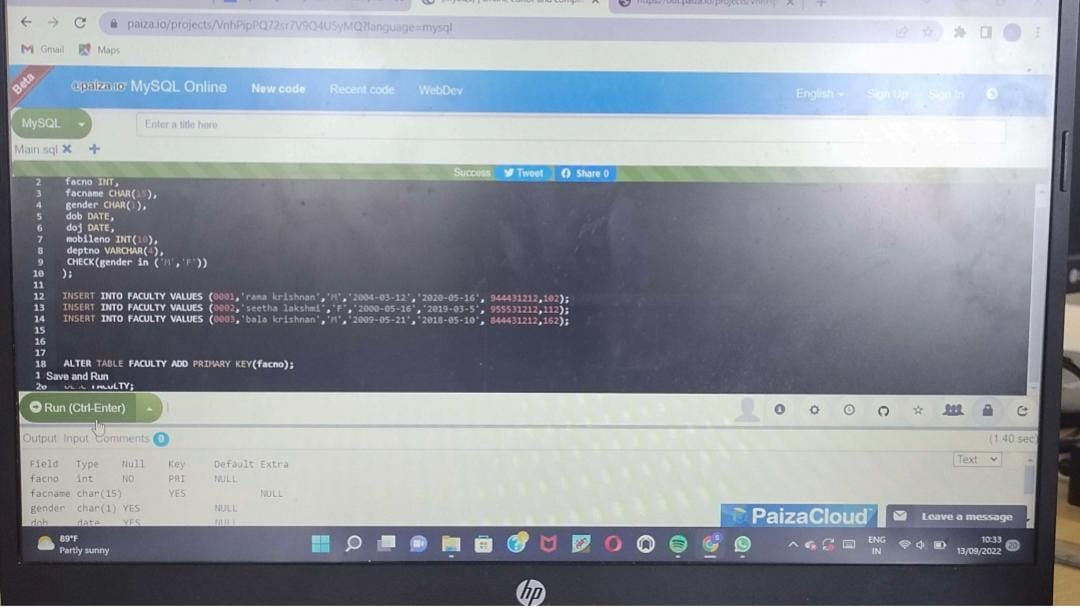 paiza.io/projects/VnhPipPQ72sr7V9Q4U5yMQ?language=mysql
Gmail Maps
Beta
paiza.io MySQL Online New code Recent code WebDev English Sign Up Sign In
MySQL Enter a title here
Main.sql
Success Tweet Share 0
2 facno INT,
3 facname CHAR(15),
4 gender CHAR(1),
5 dob DATE,
6 doj DATE,
7 mobileno INT(10),
8 deptno VARCHAR(4),
9 CHECK(gender in ('M','F'))
10 );
11
12 INSERT INTO FACULTY VALUES (0001,'rama krishnan','M','2004-03-12','2020-05-16', 944431212,102);
13 INSERT INTO FACULTY VALUES (0002,'seetha lakshmi','F','2000-05-16','2019-03-5', 955531212,112);
14 INSERT INTO FACULTY VALUES (0003,'bala krishnan','M','2009-05-21','2018-05-10', 844431212,162);
15
16
17
18 ALTER TABLE FACULTY ADD PRIMARY KEY(facno);
1 Save and Run
20 DESC FACULTY;
Run (Ctrl-Enter)
Output Input Comments 0 (1.40 sec)
Text
Field Type Null Key Default Extra
facno int NO PRI NULL
facname char(15) YES NULL
gender char(1) YES NULL
dob date YES NULL
PaizaCloud Leave a message
89°F
Partly sunny
ENG
IN
10:33
13/09/2022
20
hp